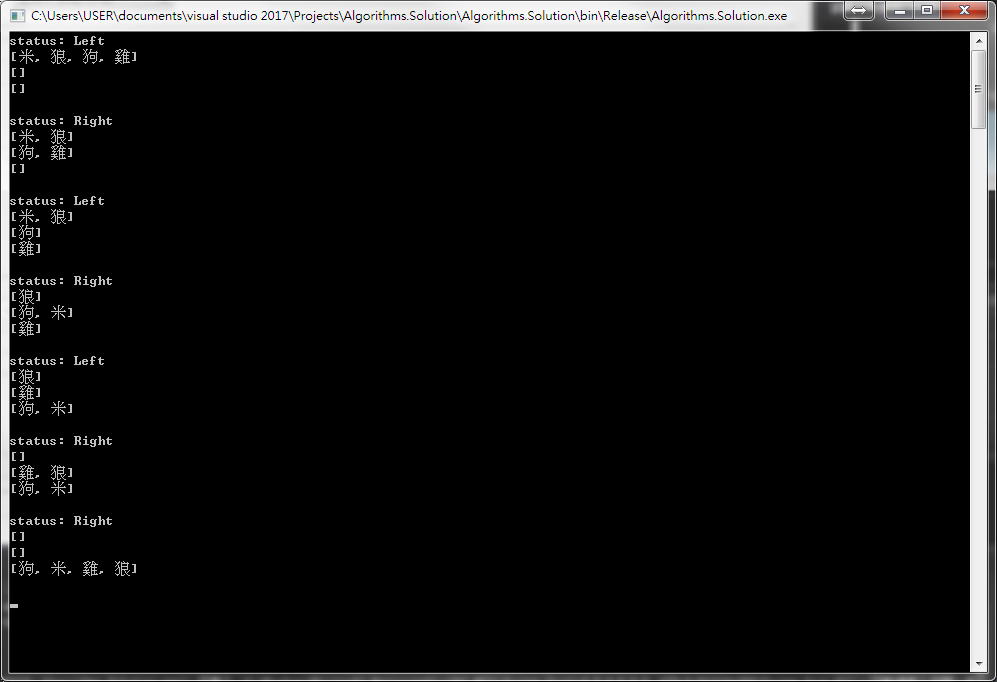 C:\Users\USER\documents\visual studio 2017\Projects\Algorithms.Solution\Algorithms.Solution\bin\Release\Algorithms.Solution.exe
status: Left
[米, 狼, 狗, 雞]
[]
[]
status: Right
[米, 狼]
[狗, 雞]
[]
status: Left
[米, 狼]
[狗]
[雞]
status: Right
[狼]
[狗, 米]
[雞]
status: Left
[狼]
[雞]
[狗, 米]
status: Right
[]
[雞, 狼]
[狗, 米]
status: Right
[]
[]
[狗, 米, 雞, 狼]